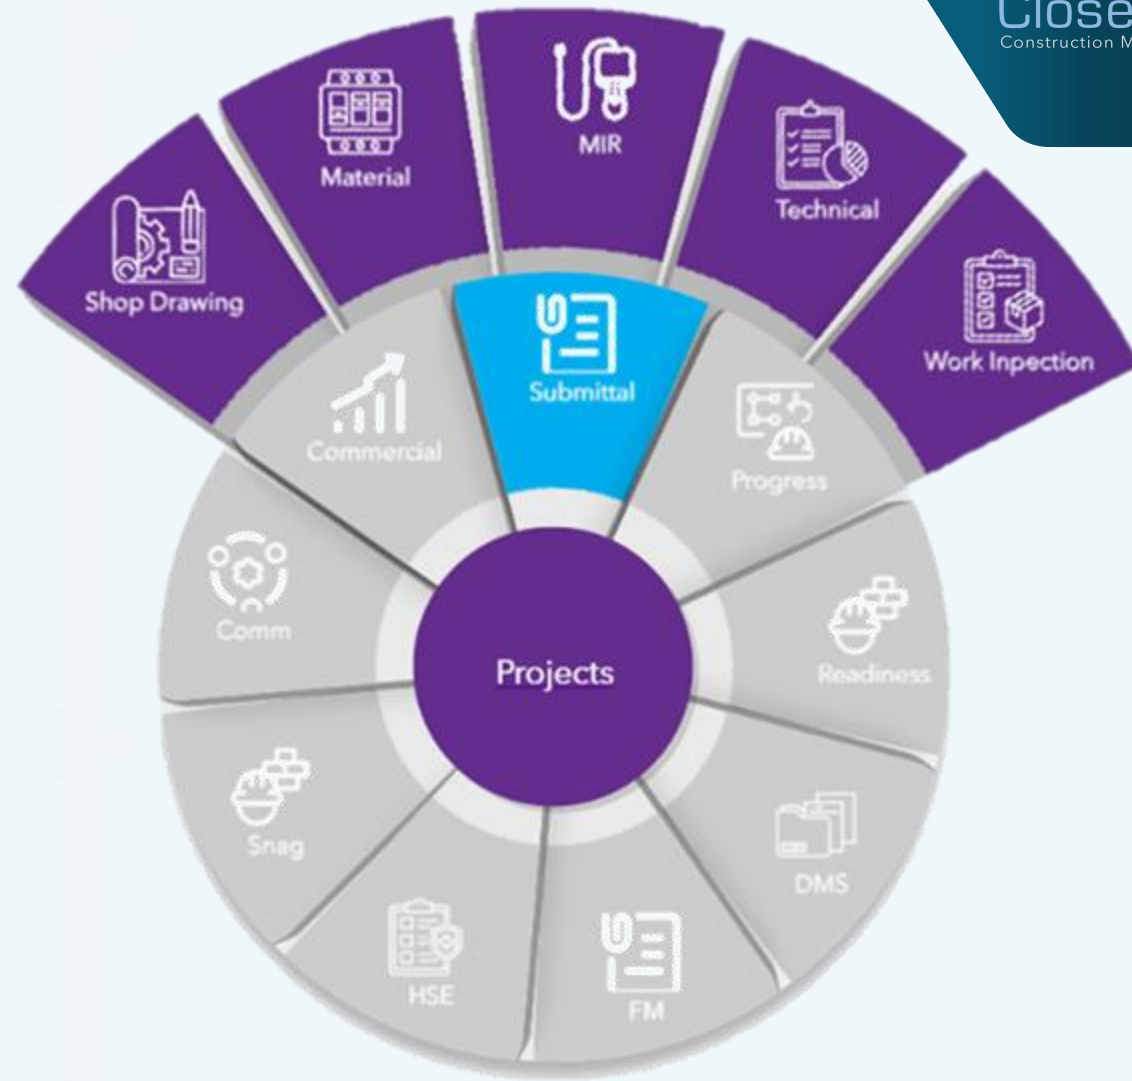 Close
Construction M
MIR
Material
Technical
Shop Drawing
Work Inpection
Submittal
Commercial
Progress
Comm
Readiness
Projects
Snag
DMS
HSE
FM